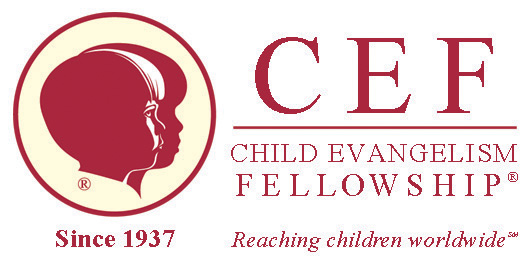 CEF
CHILD EVANGELISM
FELLOWSHIP®
®
Since 1937
Reaching children worldwide℠